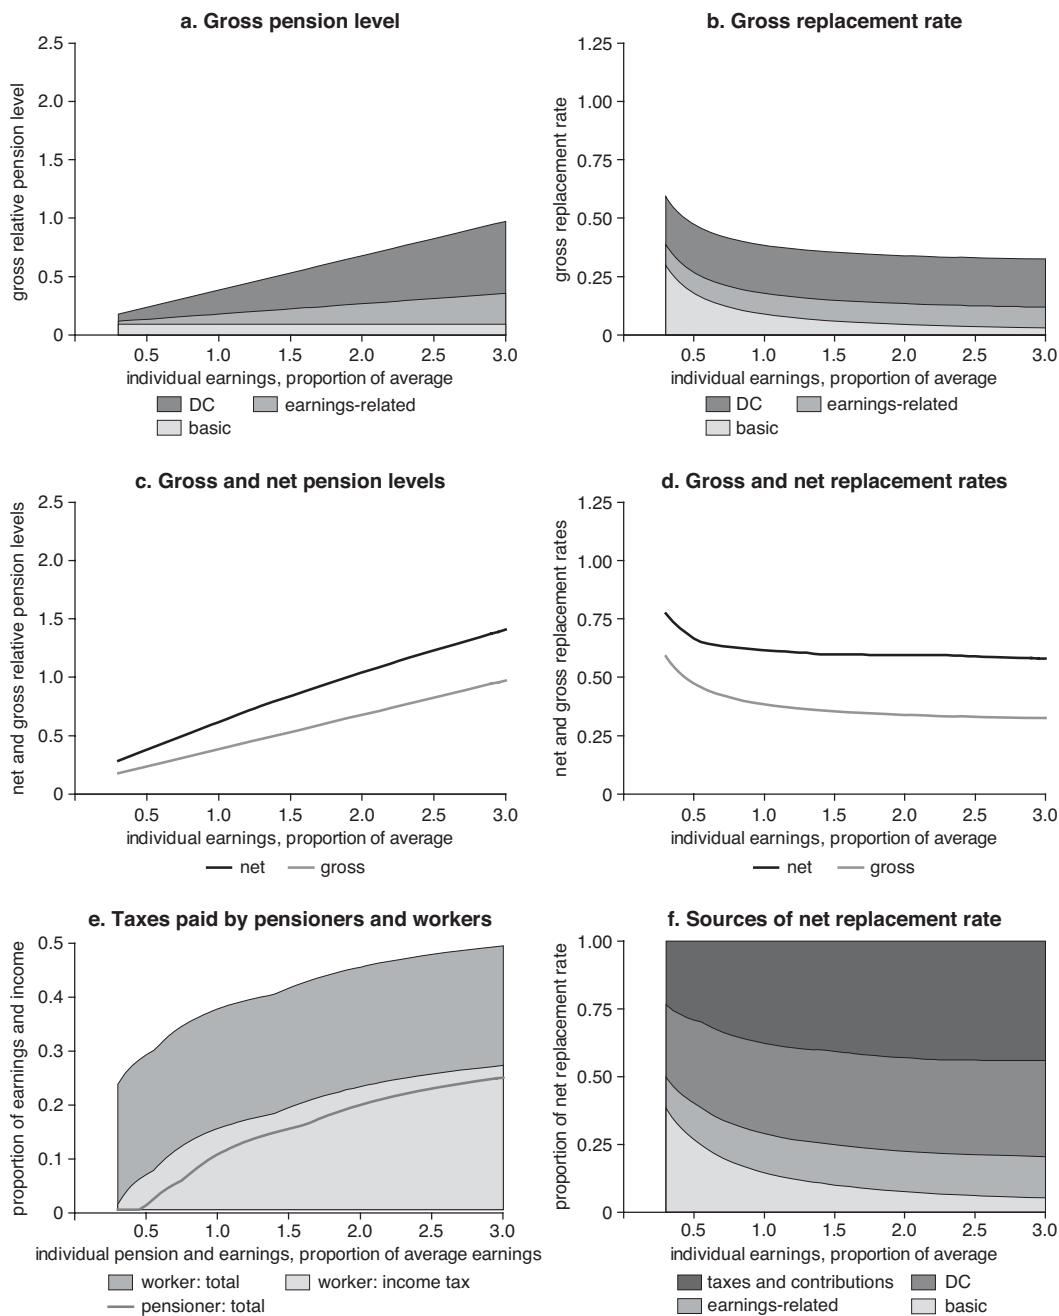 a. Gross pension level
gross relative pension level
2.5
2.0
1.5
1.0
0.5
0
0.5 1.0 1.5 2.0 2.5 3.0
individual earnings, proportion of average
DC earnings-related
basic
b. Gross replacement rate
gross replacement rate
1.25
1.00
0.75
0.50
0.25
0
0.5 1.0 1.5 2.0 2.5 3.0
individual earnings, proportion of average
DC earnings-related
basic
c. Gross and net pension levels
net and gross relative pension levels
2.5
2.0
1.5
1.0
0.5
0
0.5 1.0 1.5 2.0 2.5 3.0
individual earnings, proportion of average
net gross
d. Gross and net replacement rates
net and gross replacement rates
1.25
1.00
0.75
0.50
0.25
0
0.5 1.0 1.5 2.0 2.5 3.0
individual earnings, proportion of average
net gross
e. Taxes paid by pensioners and workers
proportion of earnings and income
0.5
0.4
0.3
0.2
0.1
0
0.5 1.0 1.5 2.0 2.5 3.0
individual pension and earnings, proportion of average earnings
worker: total worker: income tax
pensioner: total
f. Sources of net replacement rate
proportion of net replacement rate
1.00
0.75
0.50
0.25
0
0.5 1.0 1.5 2.0 2.5 3.0
individual earnings, proportion of average
taxes and contributions DC
earnings-related basic